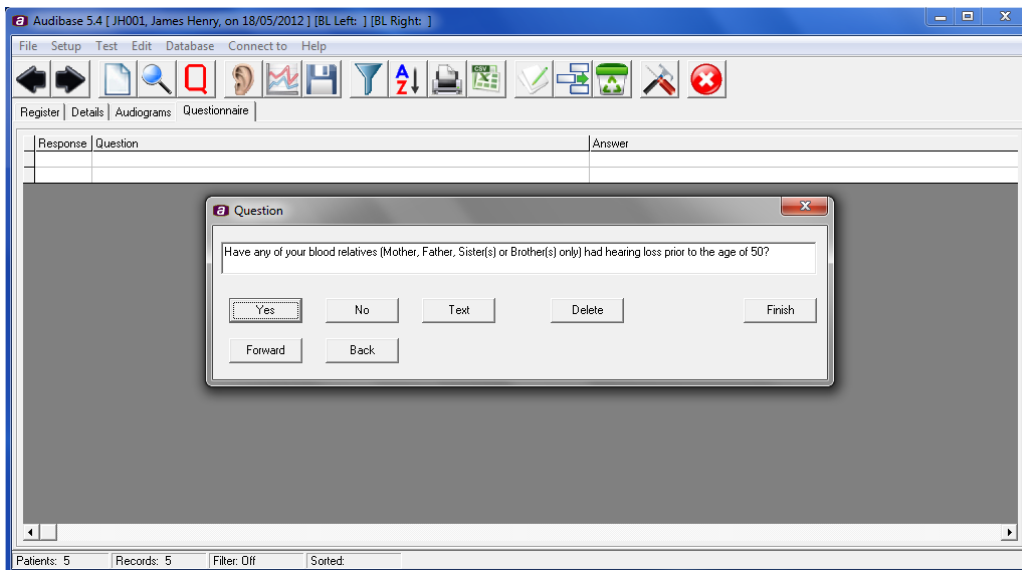 a Audibase 5.4 [ JH001, James Henry, on 18/05/2012 ] [BL Left: ] [BL Right: ]
File Setup Test Edit Database Connect to Help
Q A Z CSV
Register Details Audiograms Questionnaire
Response Question Answer
a Question
Have any of your blood relatives (Mother, Father, Sister(s) or Brother(s) only) had hearing loss prior to the age of 50?
Yes No Text Delete Finish
Forward Back
Patients: 5 Records: 5 Filter: Off Sorted: